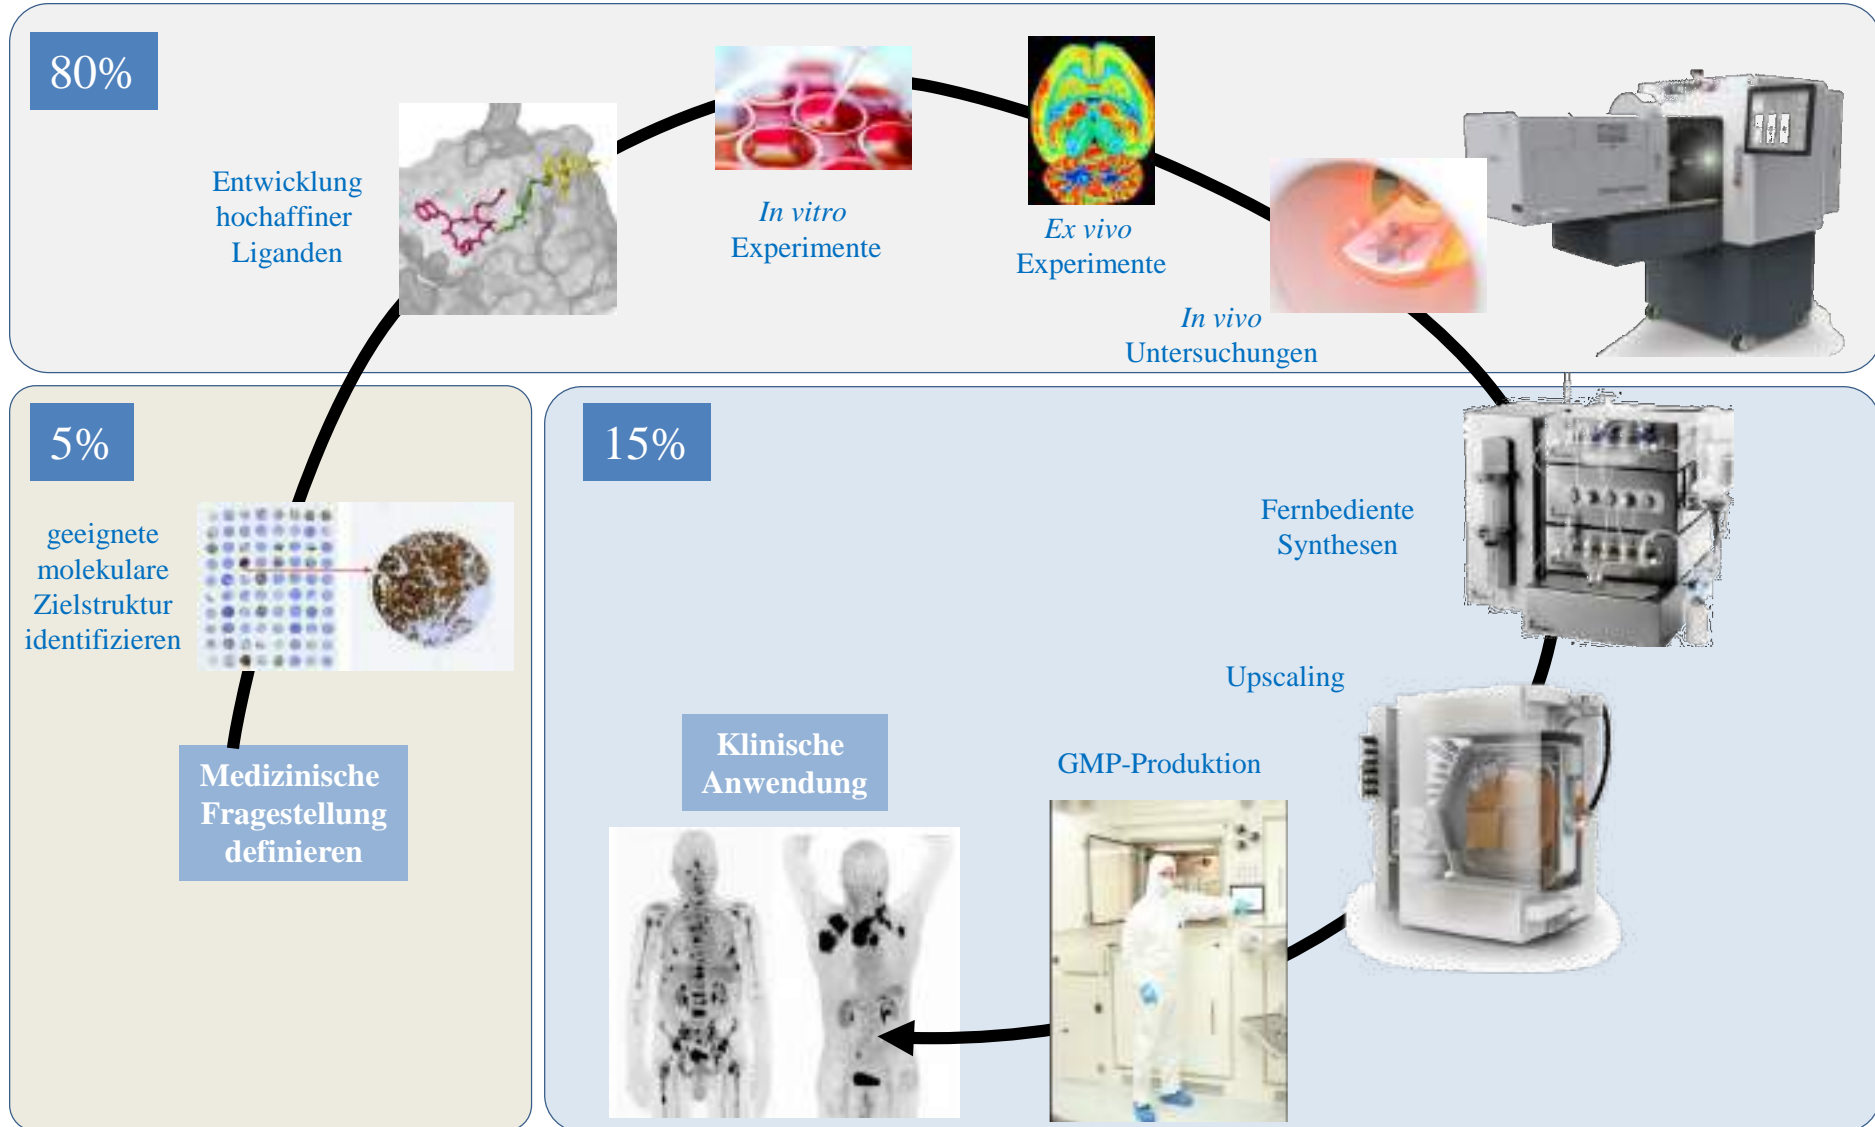 80%
Entwicklung
hochaffiner
Liganden
In vitro
Experimente
Ex vivo
Experimente
In vivo
Untersuchungen
5%
geeignete
molekulare
Zielstruktur
identifizieren
Medizinische
Fragestellung
definieren
15%
Fernbediente
Synthesen
Upscaling
GMP-Produktion
Klinische
Anwendung